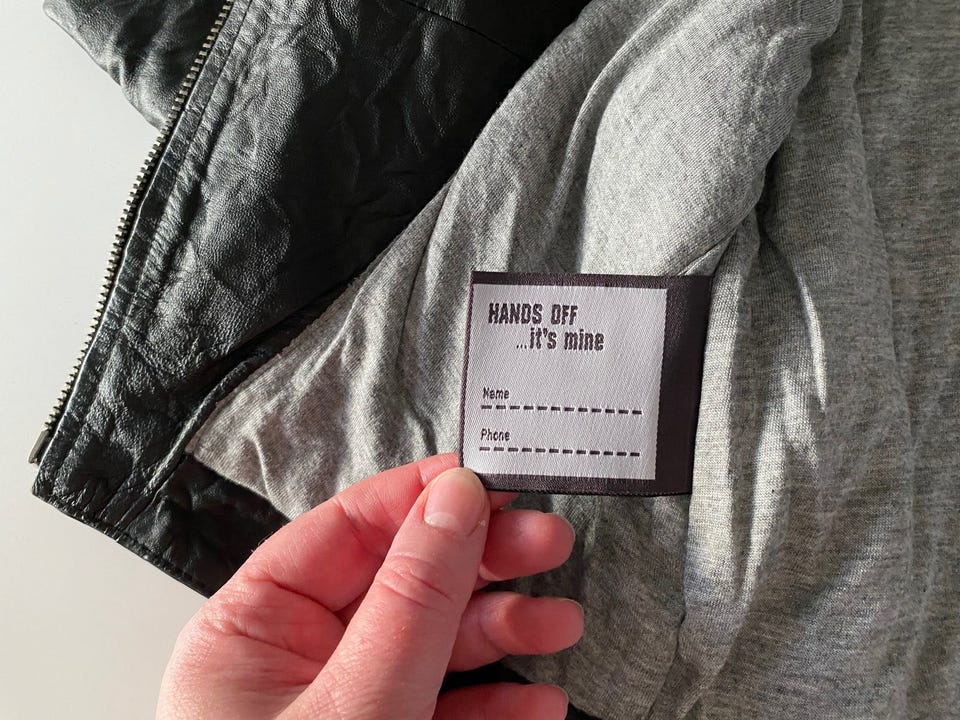 HANDS OFF
...it's mine
Name
Phone